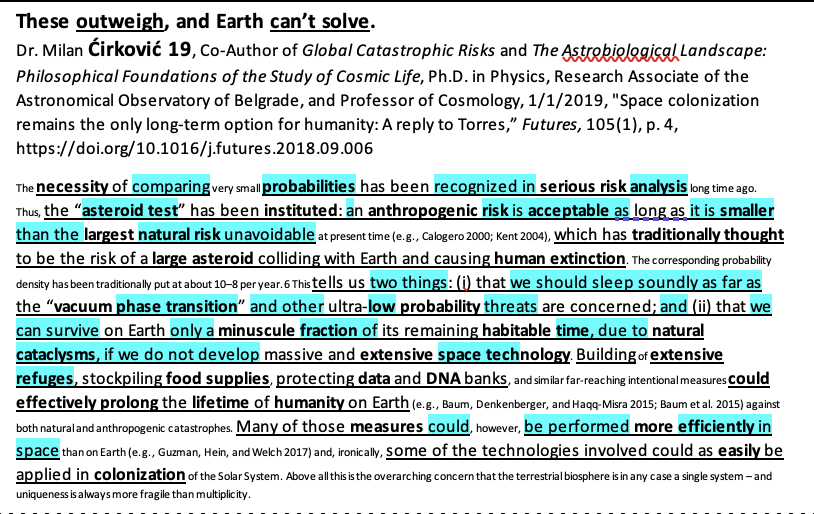 These outweigh, and Earth can’t solve.
Dr. Milan Ćirković 19, Co-Author of Global Catastrophic Risks and The Astrobiological Landscape:
Philosophical Foundations of the Study of Cosmic Life, Ph.D. in Physics, Research Associate of the
Astronomical Observatory of Belgrade, and Professor of Cosmology, 1/1/2019, "Space colonization
remains the only long-term option for humanity: A reply to Torres,” Futures, 105(1), p. 4,
https://doi.org/10.1016/j.futures.2018.09.006
The necessity of comparing very small probabilities has been recognized in serious risk analysis long time ago.
Thus, the “asteroid test” has been instituted: an anthropogenic risk is acceptable as long as it is smaller
than the largest natural risk unavoidable at present time (e.g., Calogero 2000; Kent 2004), which has traditionally thought
to be the risk of a large asteroid colliding with Earth and causing human extinction. The corresponding probability
density has been traditionally put at about 10–8 per year. 6 This tells us two things: (i) that we should sleep soundly as far as
the “vacuum phase transition” and other ultra-low probability threats are concerned; and (ii) that we
can survive on Earth only a minuscule fraction of its remaining habitable time, due to natural
cataclysms, if we do not develop massive and extensive space technology. Building of extensive
refuges, stockpiling food supplies, protecting data and DNA banks, and similar far-reaching intentional measures could
effectively prolong the lifetime of humanity on Earth (e.g., Baum, Denkenberger, and Haqq-Misra 2015; Baum et al. 2015) against
both natural and anthropogenic catastrophes. Many of those measures could, however, be performed more efficiently in
space than on Earth (e.g., Guzman, Hein, and Welch 2017) and, ironically, some of the technologies involved could as easily be
applied in colonization of the Solar System. Above all this is the overarching concern that the terrestrial biosphere is in any case a single system – and
uniqueness is always more fragile than multiplicity.